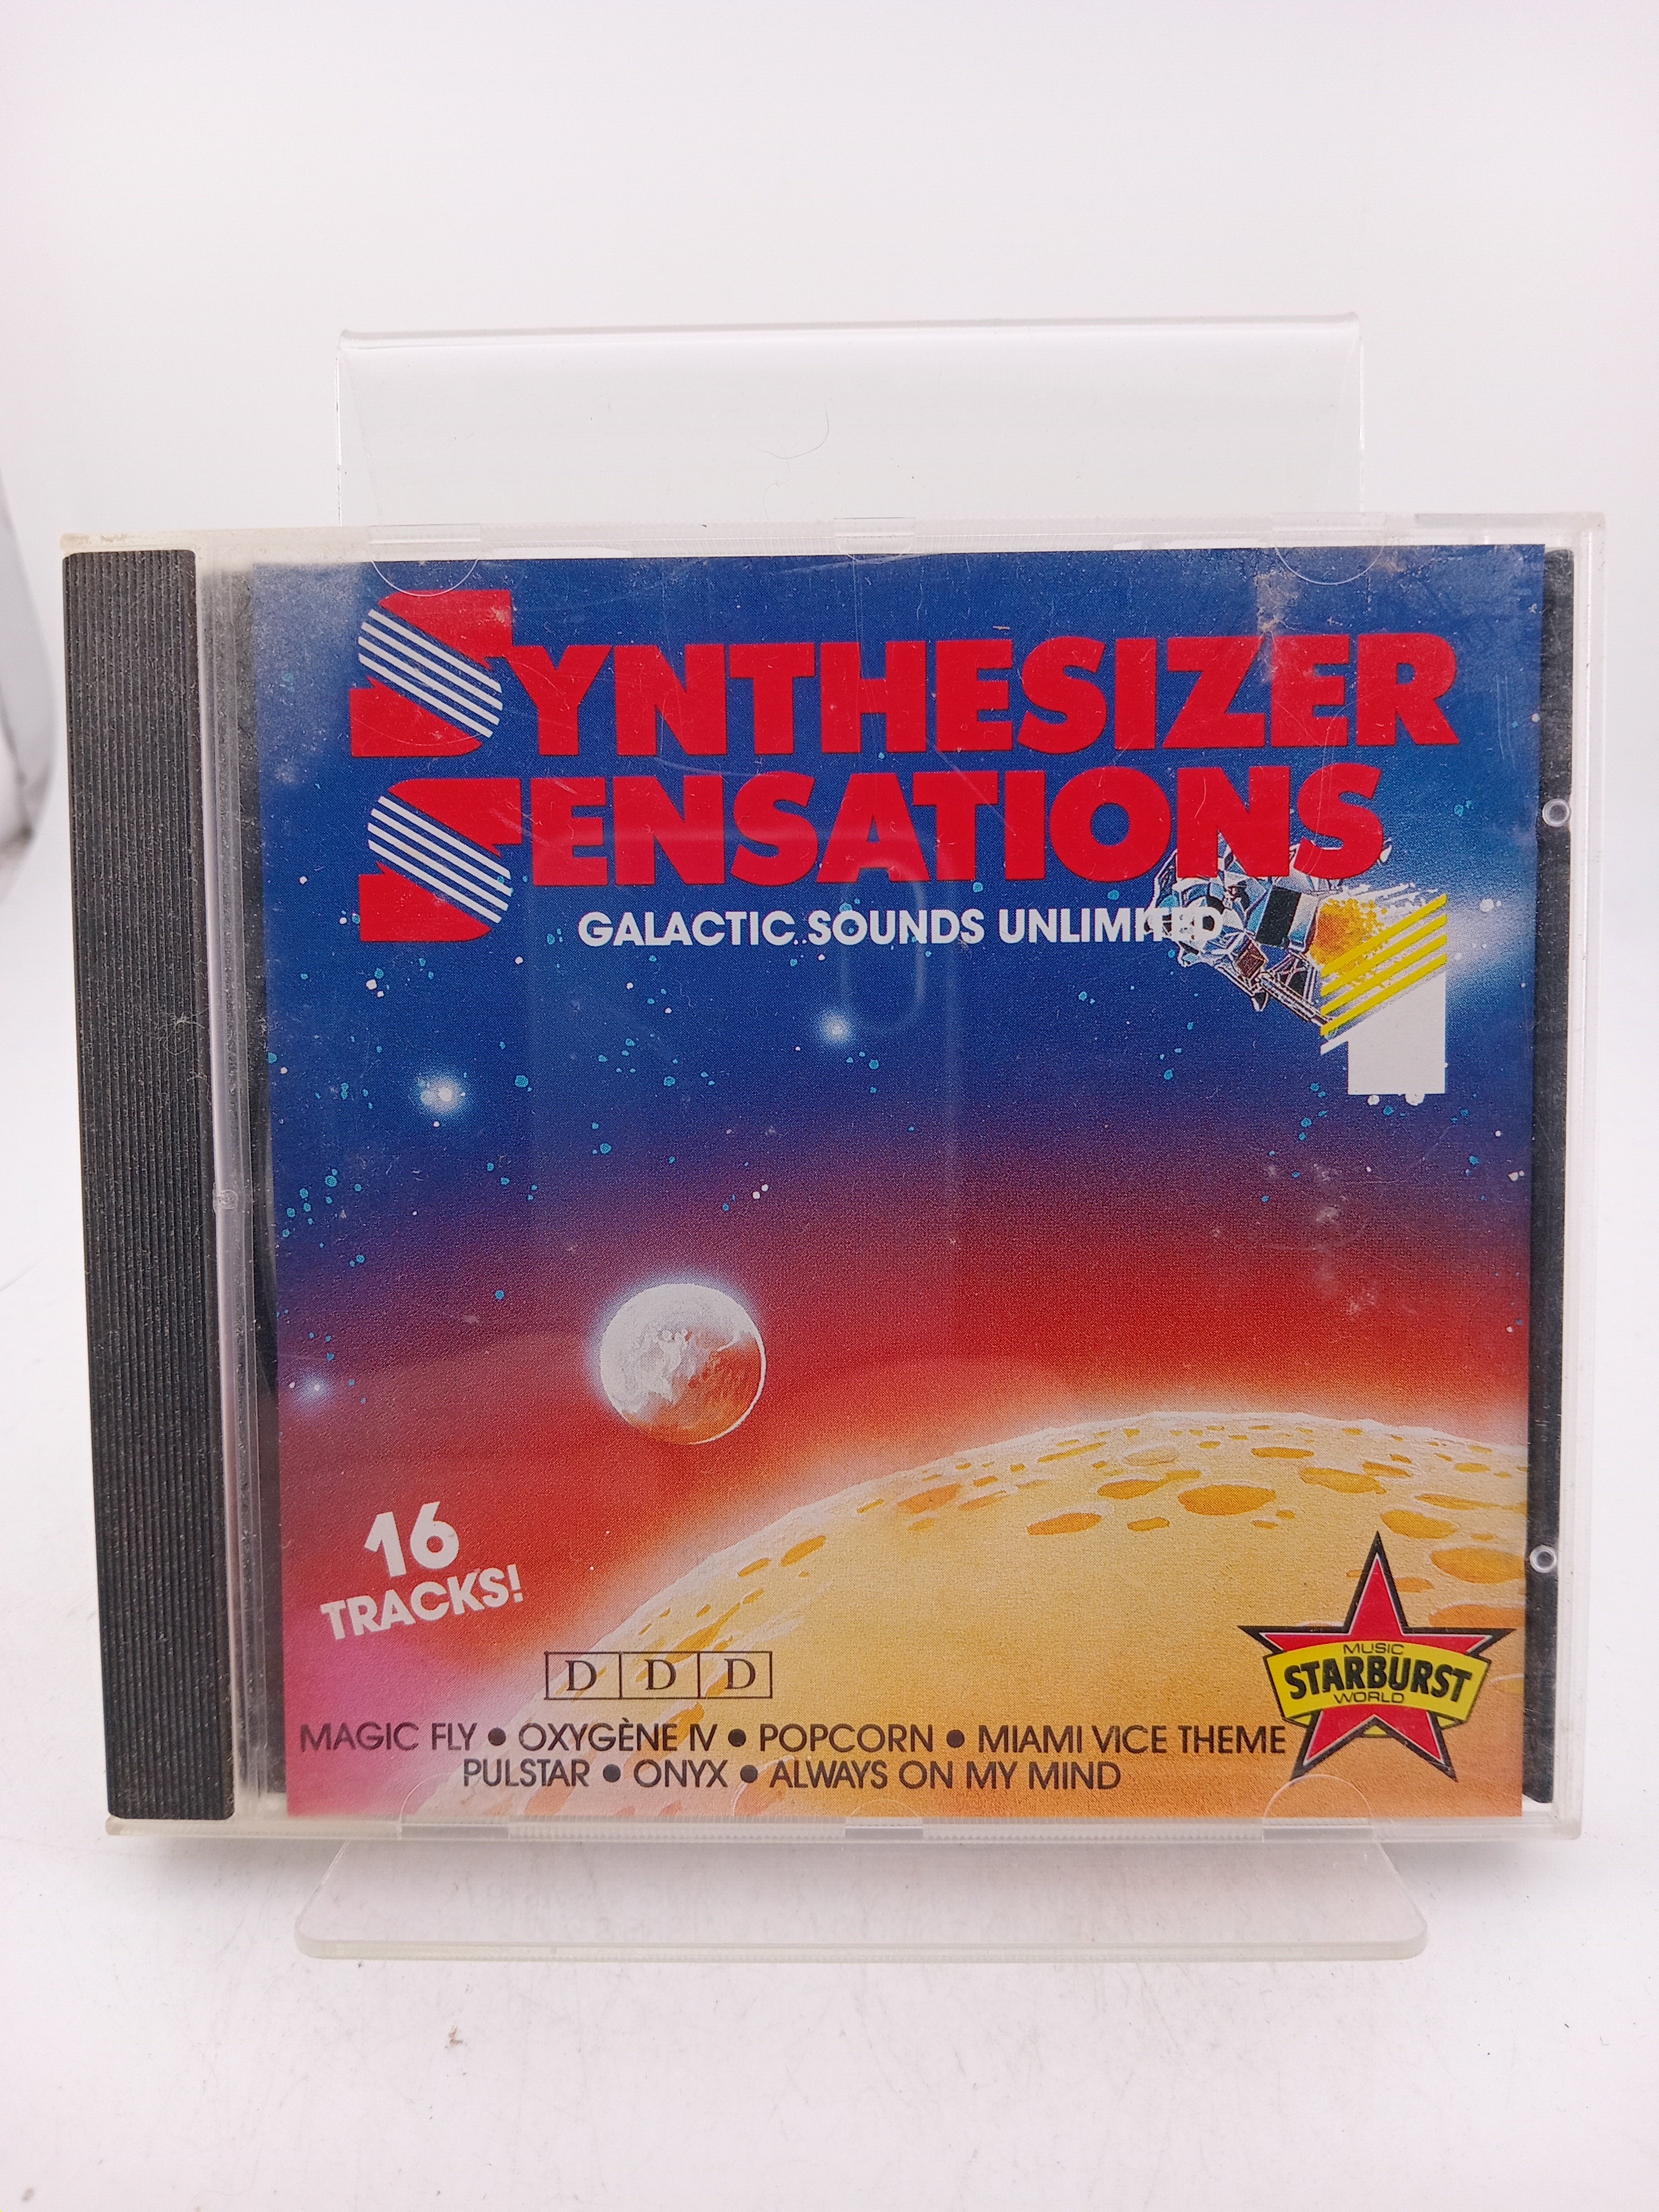 SYNTHESIZER
SENSATIONS
GALACTIC SOUNDS UNLIMITED
1
16
TRACKS!
DDD
MUSIC
STARBURST
WORLD
MAGIC FLY • OXYGÈNE IV • POPCORN • MIAMI VICE THEME
PULSTAR • ONYX • ALWAYS ON MY MIND